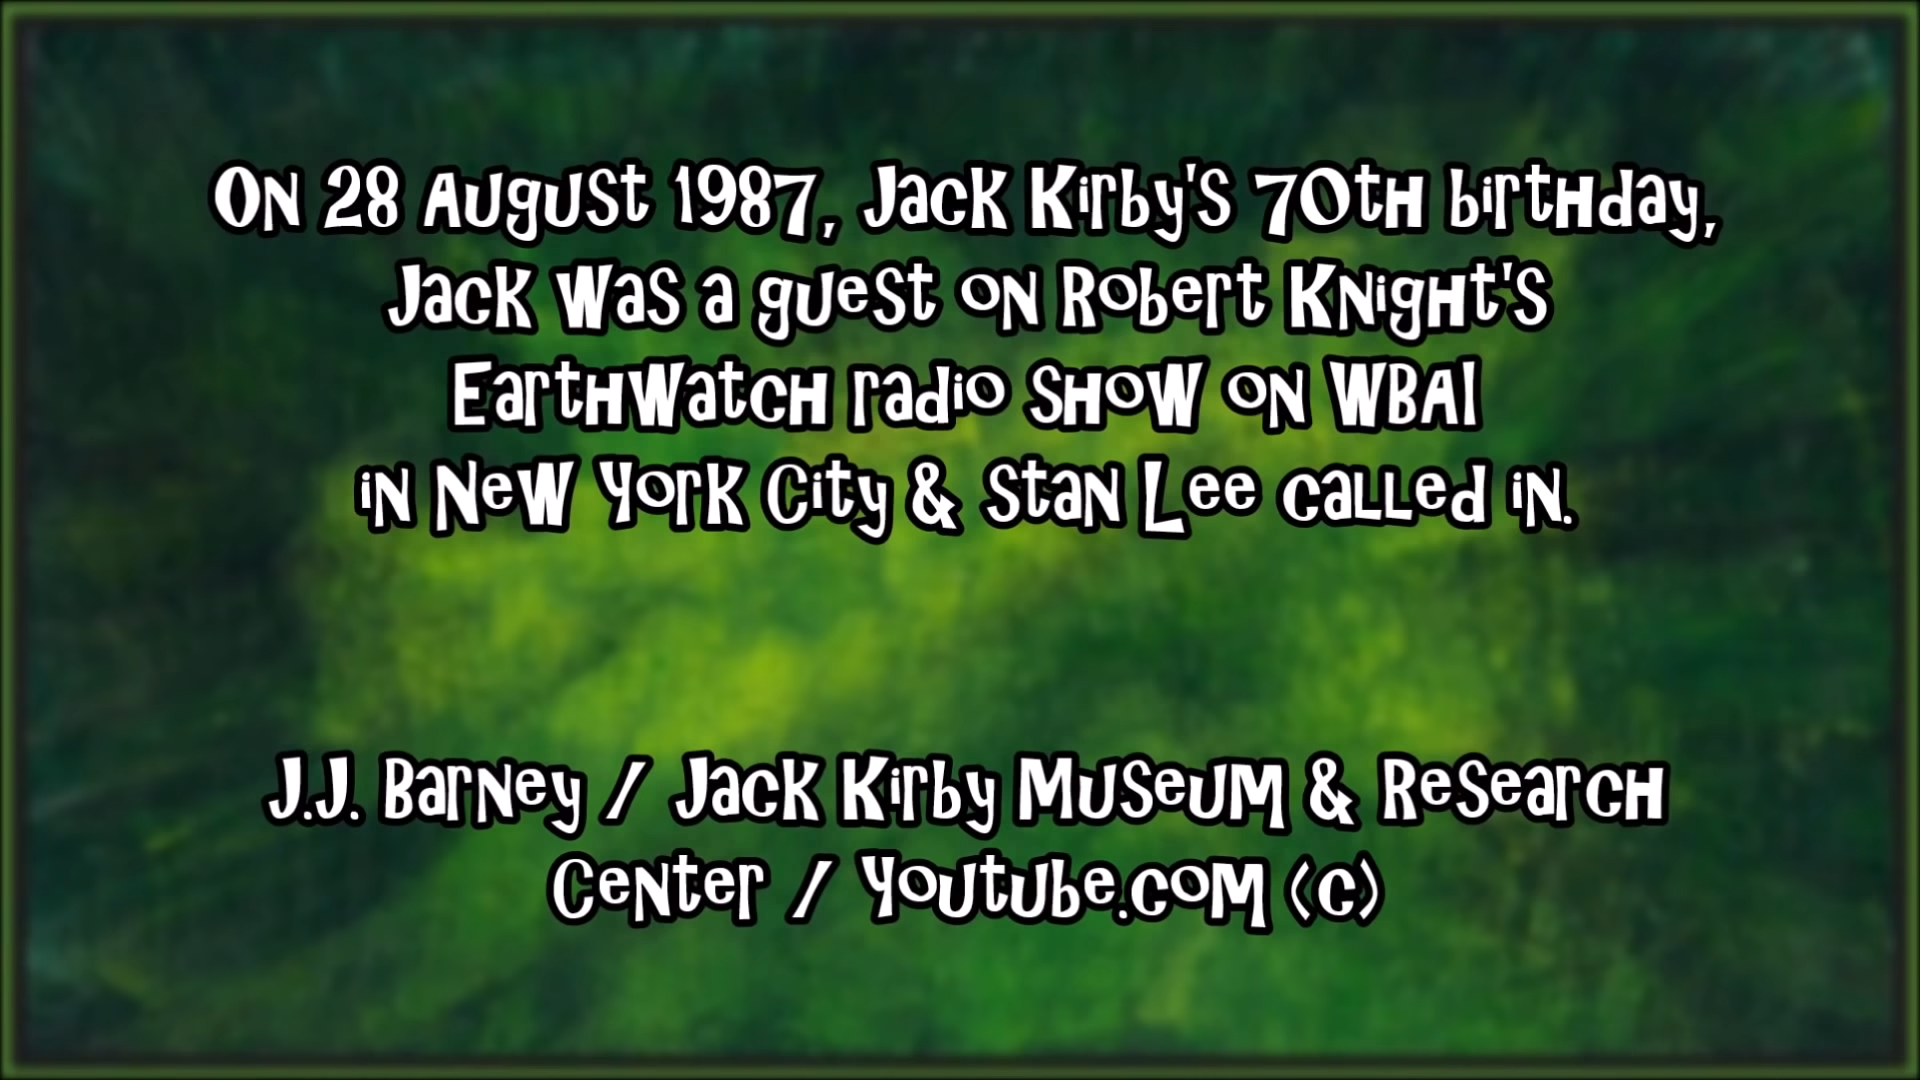 On 28 August 1987, Jack Kirby's 70th birthday,
Jack was a guest on Robert Knight's
Earthwatch radio show on WBAI
in New York City & Stan Lee called in.
J.J. Barney / Jack Kirby Museum & Research
Center / Youtube.com (c)